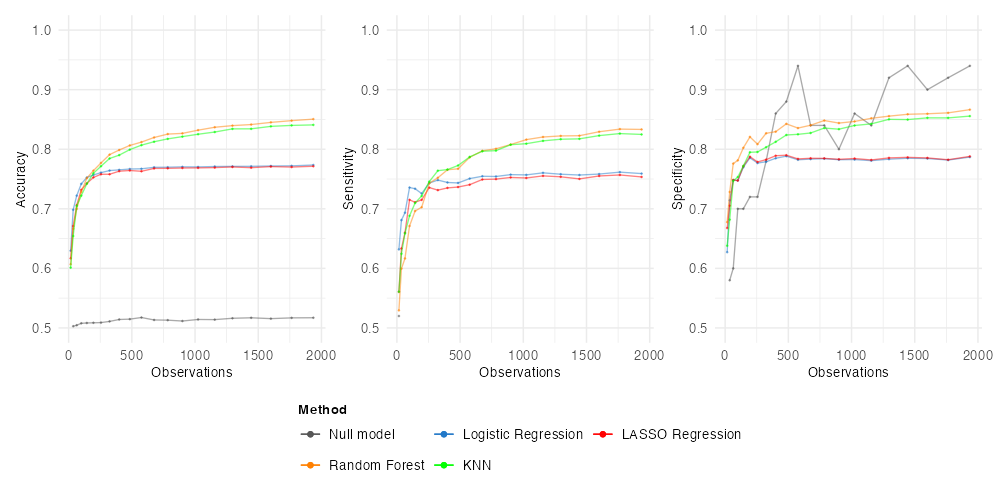 1.0 1.0 1.0
0.9 0.9 0.9
0.8 0.8 0.8
0.7 0.7 0.7
0.6 0.6 0.6
0.5 0.5 0.5
Accuracy Sensitivity Specificity
0 500 1000 1500 2000 0 500 1000 1500 2000 0 500 1000 1500 2000
Observations Observations Observations
Method
Null model Logistic Regression LASSO Regression
Random Forest KNN